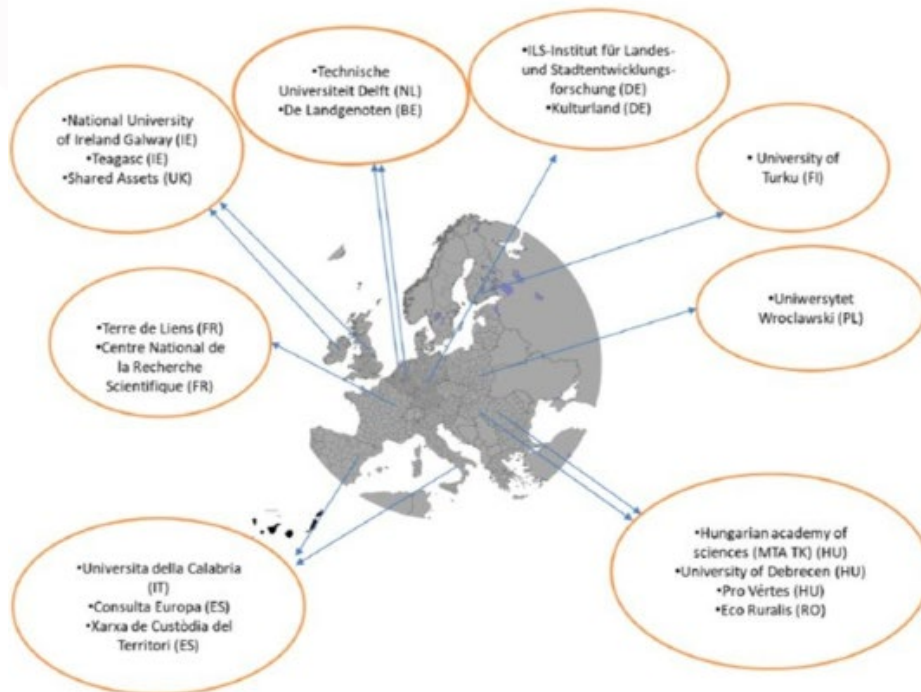 •National University
of Ireland Galway (IE)
•Teagasc (IE)
•Shared Assets (UK)
•Technische
Universiteit Delft (NL)
•De Landgenoten (BE)
•ILS-Institut für Landes-
und Stadtentwicklungs-
forschung (DE)
•Kulturland (DE)
• University of
Turku (FI)
•Terre de Liens (FR)
•Centre National de
la Recherche
Scientifique (FR)
•Uniwersytet
Wroclawski (PL)
•Universita della Calabria
(IT)
•Consulta Europa (ES)
•Xarxa de Custòdia del
Territori (ES)
•Hungarian academy of
sciences (MTA TK) (HU)
•University of Debrecen (HU)
•Pro Vértes (HU)
•Eco Ruralis (RO)